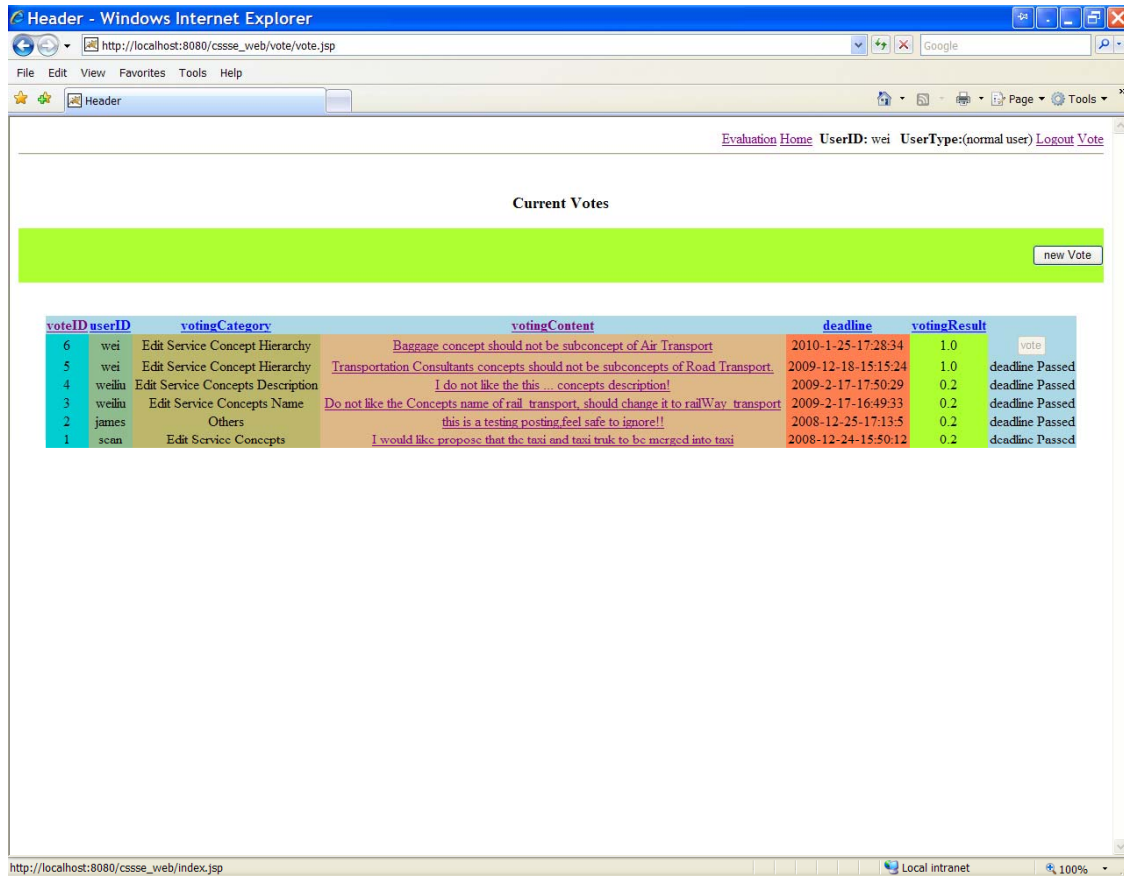 Header - Windows Internet Explorer
http://localhost:8080/cssse_web/vote/vote.jsp
Google
File Edit View Favorites Tools Help
Header
Page Tools
Evaluation Home UserID: wei UserType:(normal user) Logout Vote
Current Votes
new Vote
voteID userID votingCategory votingContent deadline votingResult
6 wei Edit Service Concept Hierarchy Baggage concept should not be subconcept of Air Transport 2010-1-25-17:28:34 1.0 vote
5 wei Edit Service Concept Hierarchy Transportation Consultants concepts should not be subconcepts of Road Transport. 2009-12-18-15:15:24 1.0 deadline Passed
4 weiliu Edit Service Concepts Description I do not like the this ... concepts description! 2009-2-17-17:50:29 0.2 deadline Passed
3 weiliu Edit Service Concepts Name Do not like the Concepts name of rail_transport, should change it to railWay_transport 2009-2-17-16:49:33 0.2 deadline Passed
2 james Others this is a testing posting,feel safe to ignore!! 2008-12-25-17:13:5 0.2 deadline Passed
1 sean Edit Service Concepts I would like propose that the taxi and taxi truk to be merged into taxi 2008-12-24-15:50:12 0.2 deadline Passed
http://localhost:8080/cssse_web/index.jsp Local intranet 100%